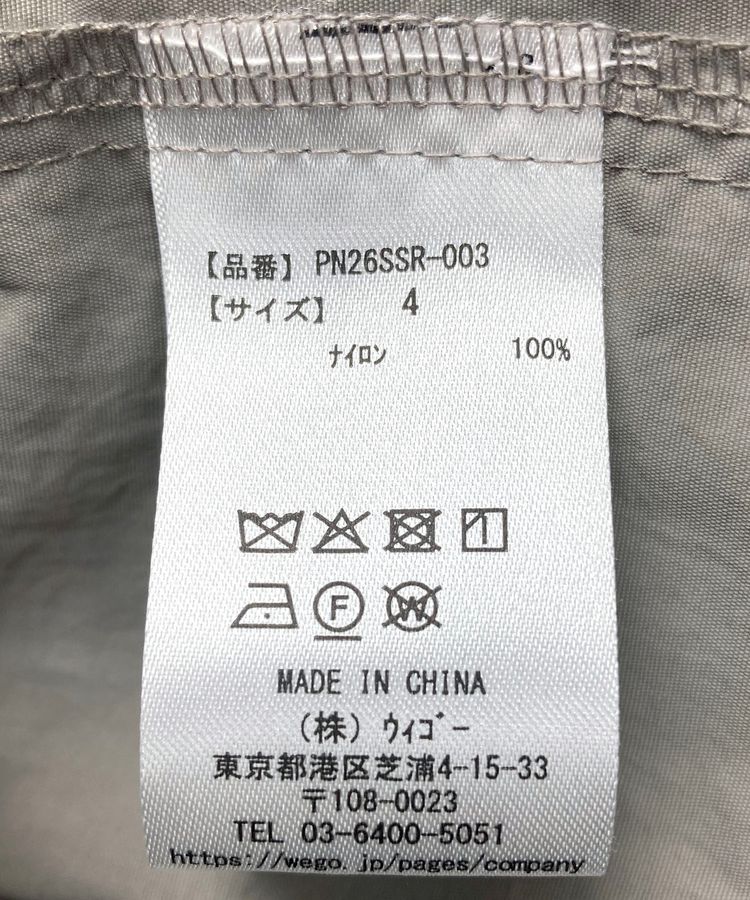 【品番】 PN26SSR-003
【サイズ】 4
ナイロン 100%
F
W
MADE IN CHINA
(株) ウィゴー
東京都港区芝浦4-15-33
〒108-0023
TEL 03-6400-5051
https://wego.jp/pages/company